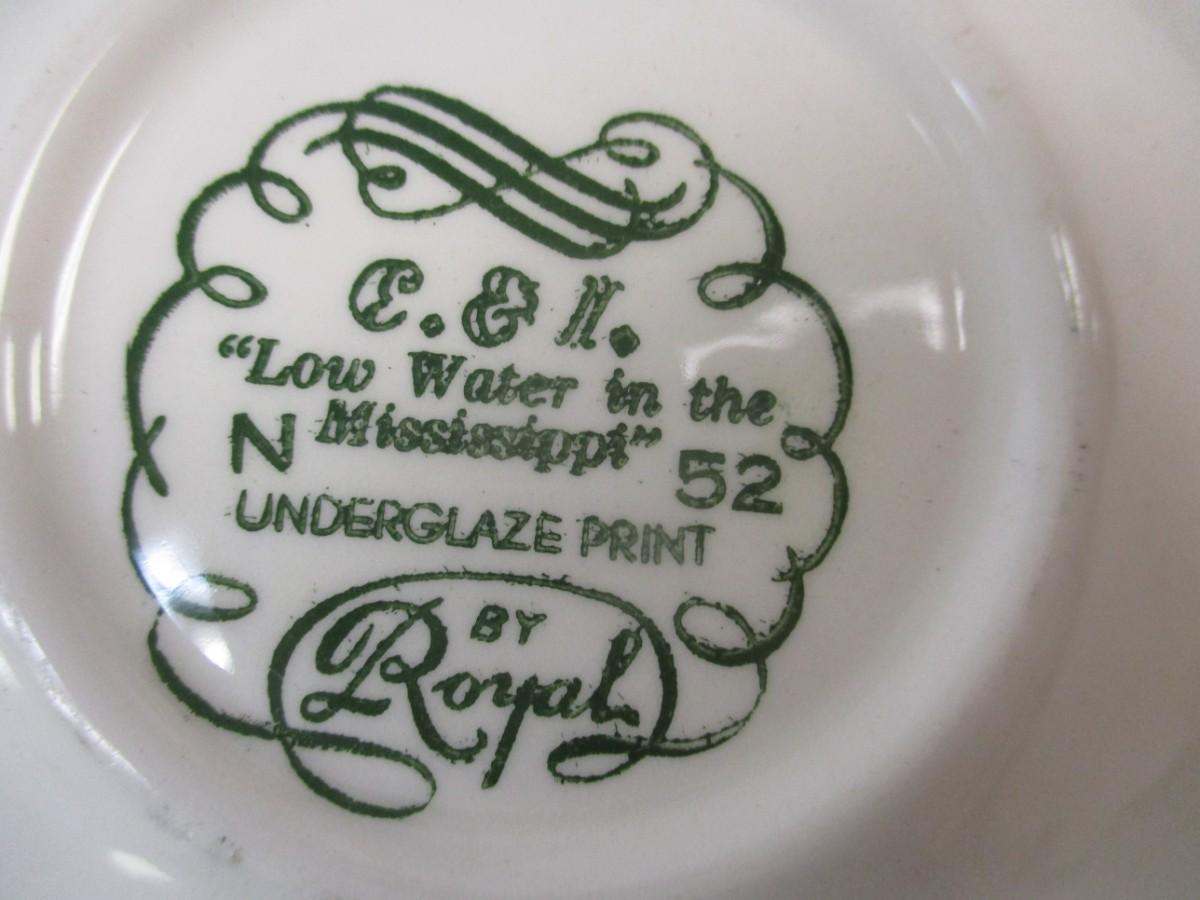 C. & I.
“Low Water in the
Mississippi”
N 52
UNDERGLAZE PRINT
BY
Royal